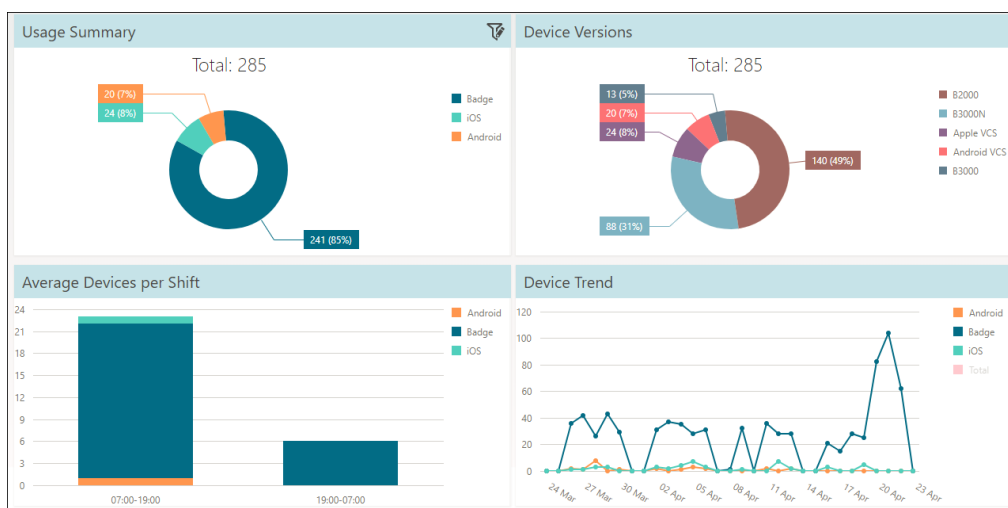 Usage Summary
Total: 285
20 (7%)
24 (8%)
241 (85%)
Badge
iOS
Android
Device Versions
Total: 285
13 (5%)
20 (7%)
24 (8%)
88 (31%)
140 (49%)
B2000
B3000N
Apple VCS
Android VCS
B3000
Average Devices per Shift
24
21
18
15
12
9
6
3
0
07:00-19:00
19:00-07:00
Android
Badge
iOS
Device Trend
120
100
80
60
40
20
0
24 Mar
27 Mar
30 Mar
02 Apr
05 Apr
08 Apr
11 Apr
14 Apr
17 Apr
20 Apr
23 Apr
Android
Badge
iOS
Total